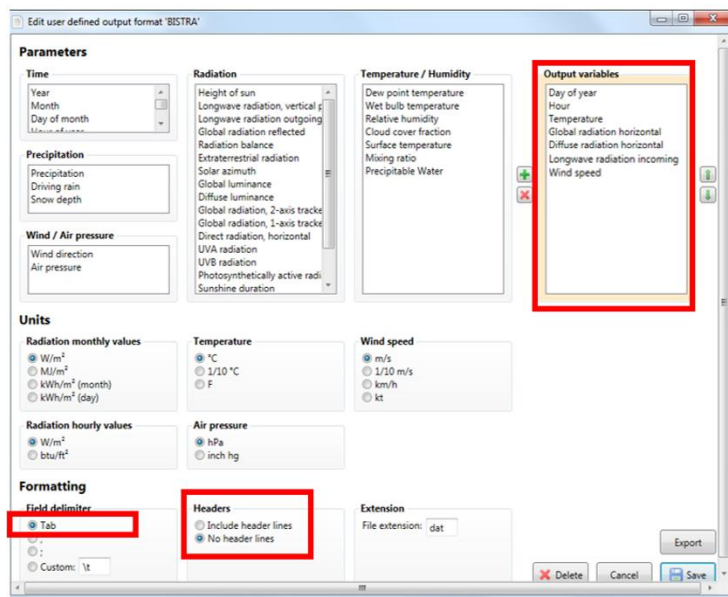 Edit user defined output format 'BISTRA'
Parameters
Time
Year
Month
Day of month
Hour of year
Precipitation
Precipitation
Driving rain
Snow depth
Wind / Air pressure
Wind direction
Air pressure
Radiation
Height of sun
Longwave radiation, vertical p
Longwave radiation outgoing
Global radiation reflected
Radiation balance
Extraterrestrial radiation
Solar azimuth
Global luminance
Diffuse luminance
Global radiation, 2-axis tracke
Global radiation, 1-axis tracke
Direct radiation, horizontal
UVA radiation
UVB radiation
Photosynthetically active radi
Sunshine duration
Temperature / Humidity
Dew point temperature
Wet bulb temperature
Relative humidity
Cloud cover fraction
Surface temperature
Mixing ratio
Precipitable Water
Output variables
Day of year
Hour
Temperature
Global radiation horizontal
Diffuse radiation horizontal
Longwave radiation incoming
Wind speed
Units
Radiation monthly values
W/m²
MJ/m²
kWh/m² (month)
kWh/m² (day)
Temperature
°C
1/10 °C
F
Wind speed
m/s
1/10 m/s
km/h
kt
Radiation hourly values
W/m²
btu/ft²
Air pressure
hPa
inch hg
Formatting
Field delimiter
Tab
,
;
Custom: \t
Headers
Include header lines
No header lines
Extension
File extension: dat
Export
Delete
Cancel
Save